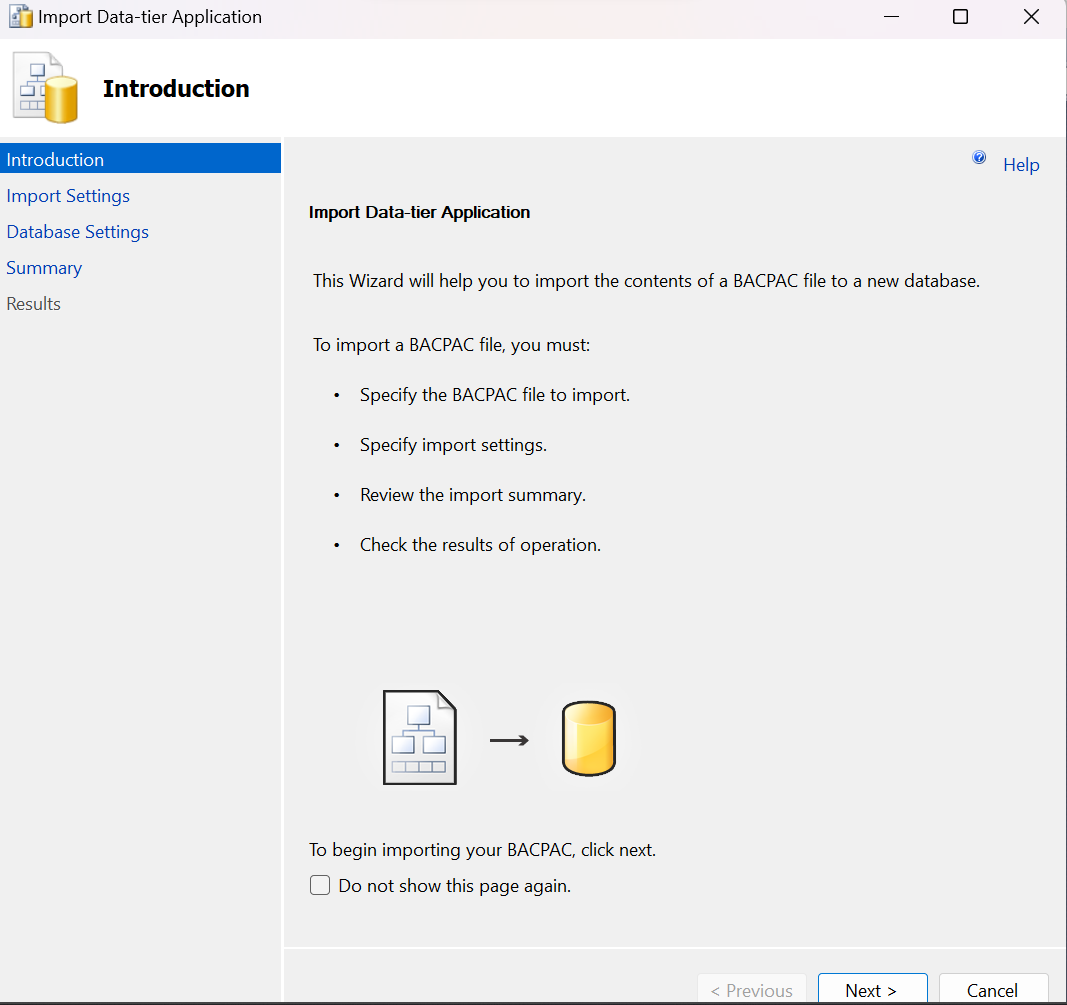 Import Data-tier Application
Introduction
Introduction
Import Settings
Database Settings
Summary
Results
Help
Import Data-tier Application
This Wizard will help you to import the contents of a BACPAC file to a new database.
To import a BACPAC file, you must:
• Specify the BACPAC file to import.
• Specify import settings.
• Review the import summary.
• Check the results of operation.
To begin importing your BACPAC, click next.
Do not show this page again.
< Previous Next > Cancel